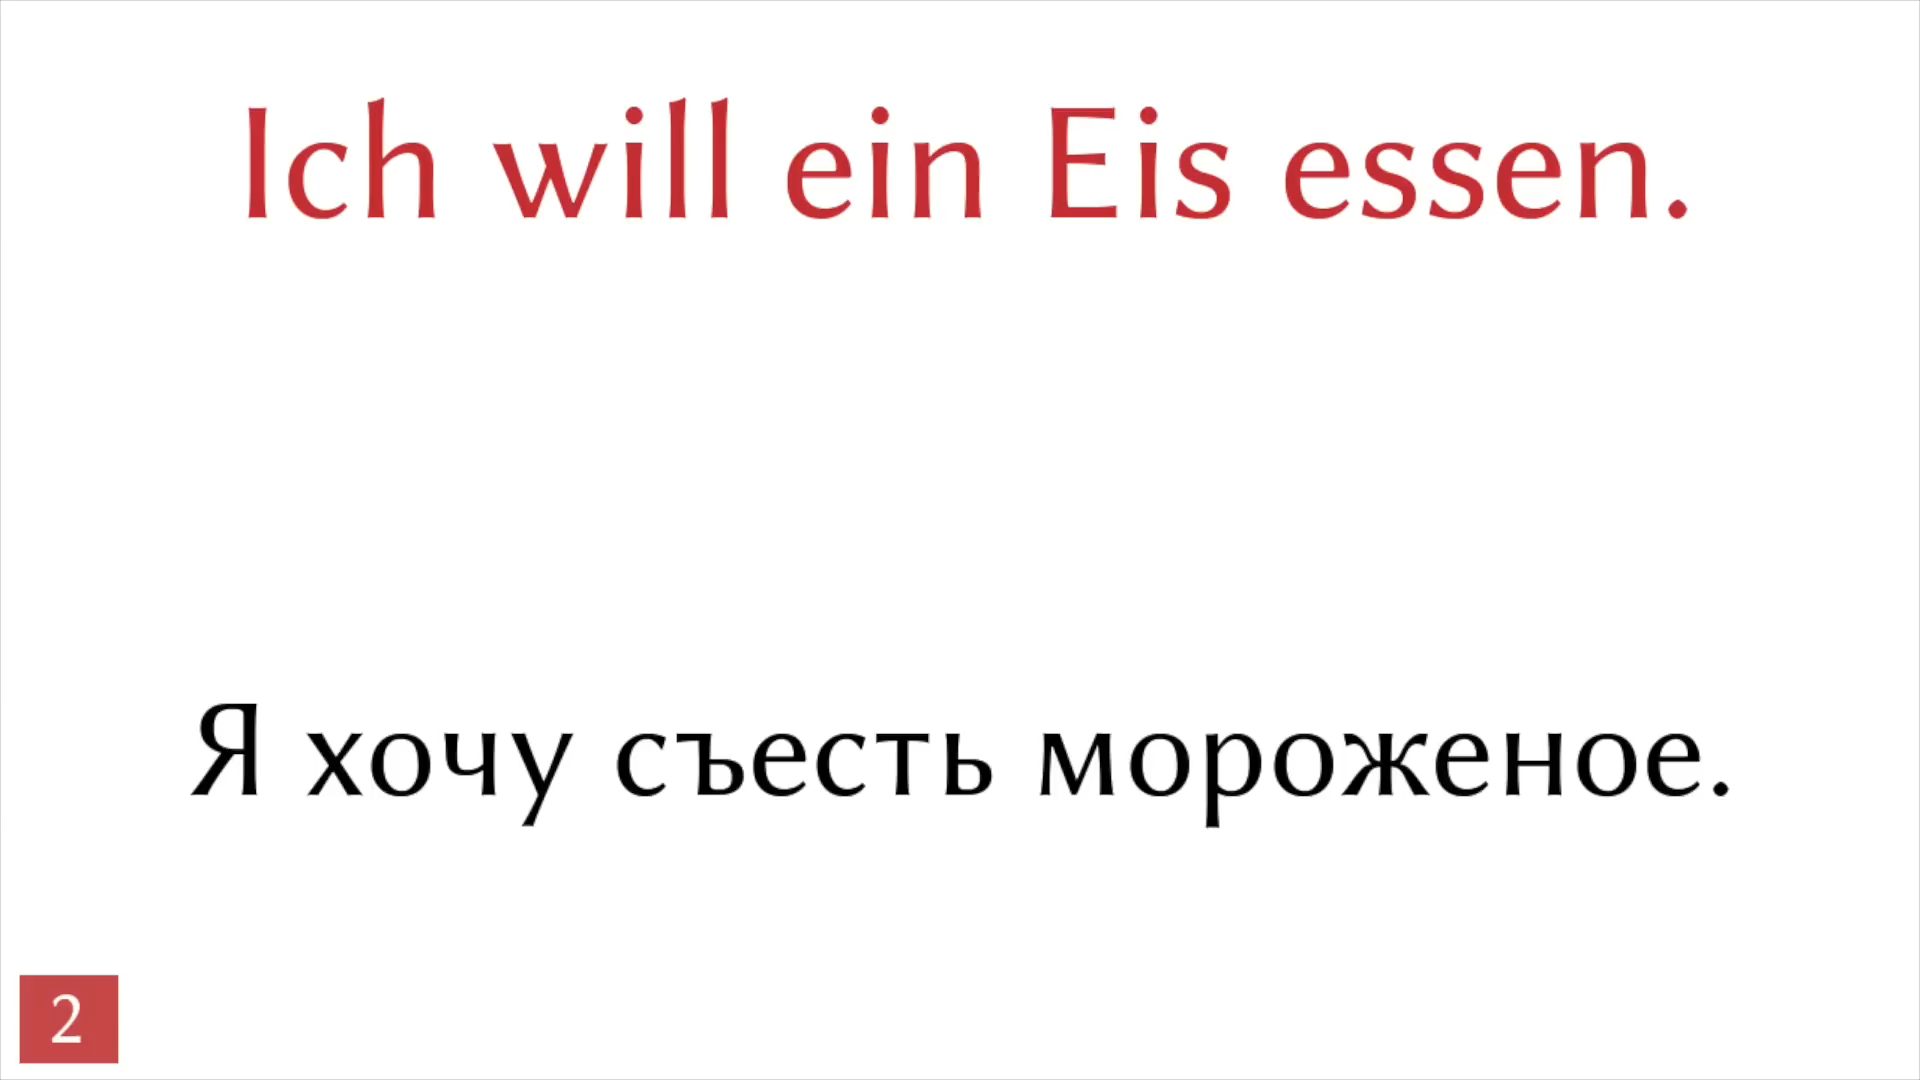 Ich will ein Eis essen.
Я хочу съесть мороженое.
2